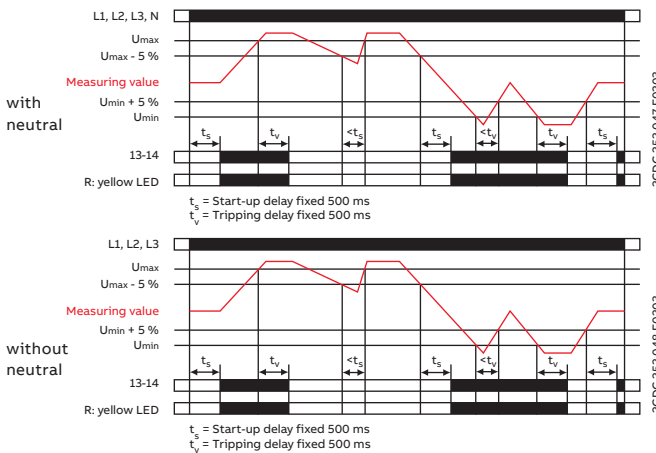 L1, L2, L3, N
Umax
Umax - 5 %
Measuring value
Umin + 5 %
Umin
with
neutral
ts tv <ts ts <tv tv ts
13-14
R: yellow LED
ts = Start-up delay fixed 500 ms
tv = Tripping delay fixed 500 ms
L1, L2, L3
Umax
Umax - 5 %
Measuring value
Umin + 5 %
Umin
without
neutral
ts tv <ts ts <tv tv ts
13-14
R: yellow LED
ts = Start-up delay fixed 500 ms
tv = Tripping delay fixed 500 ms